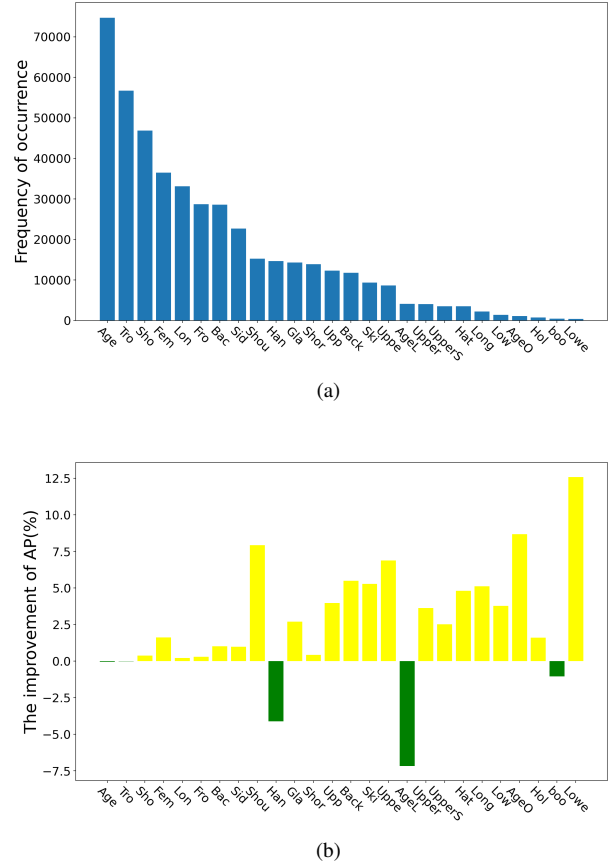 Frequency of occurrence
70000
60000
50000
40000
30000
20000
10000
0
Age Tro Sho Fem Lon Fro Bac Sid Shou Han Gla Shor Upp Back Ski Uppe AgeL Upper UpperS Hat Long Low AgeO Hol boo Lowe
(a)
The improvement of AP(%)
12.5
10.0
7.5
5.0
2.5
0.0
−2.5
−5.0
−7.5
Age Tro Sho Fem Lon Fro Bac Sid Shou Han Gla Shor Upp Back Ski Uppe AgeL Upper UpperS Hat Long Low AgeO Hol boo Lowe
(b)